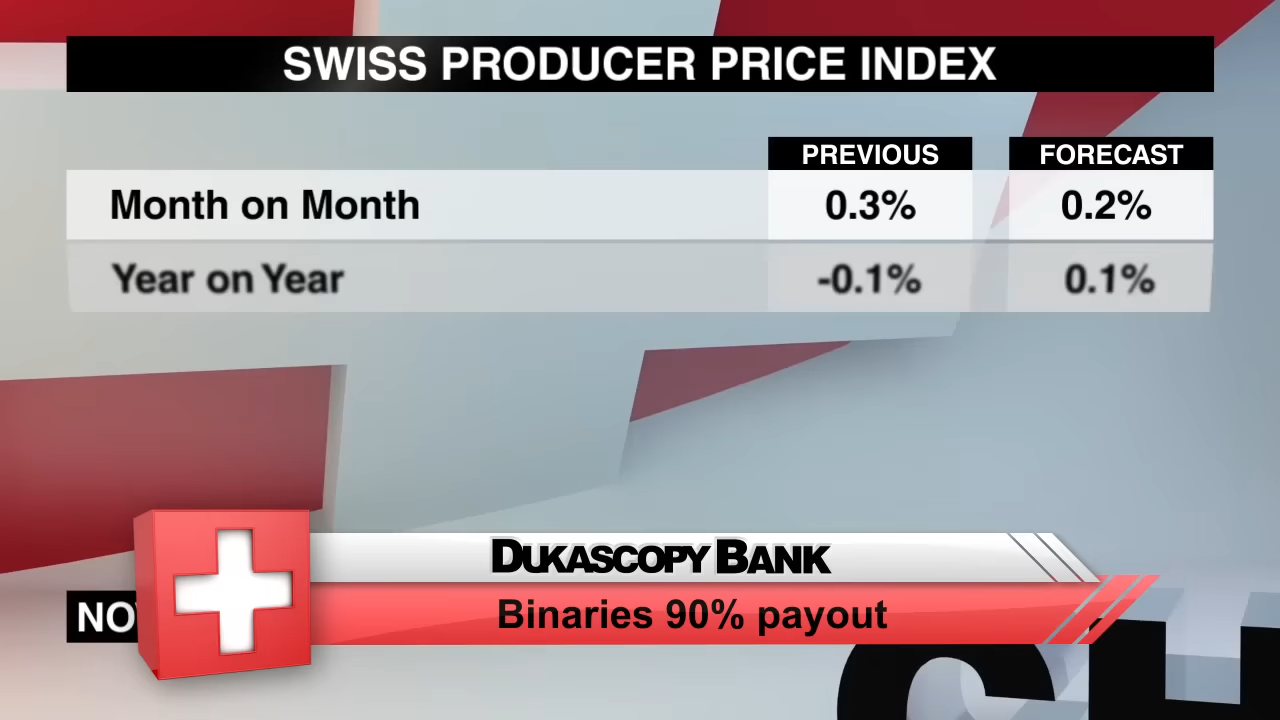 SWISS PRODUCER PRICE INDEX
PREVIOUS FORECAST
Month on Month 0.3% 0.2%
Year on Year -0.1% 0.1%
DUKASCOPY BANK
Binaries 90% payout
CH